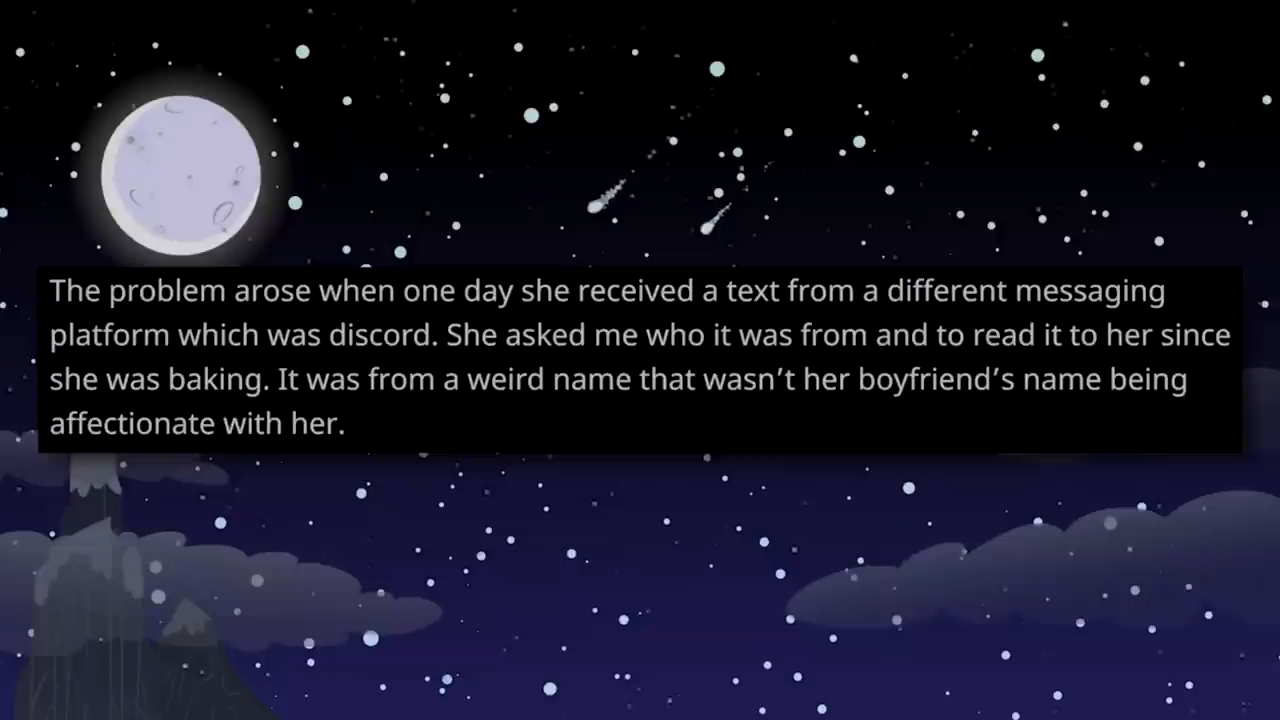 The problem arose when one day she received a text from a different messaging
platform which was discord. She asked me who it was from and to read it to her since
she was baking. It was from a weird name that wasn’t her boyfriend’s name being
affectionate with her.